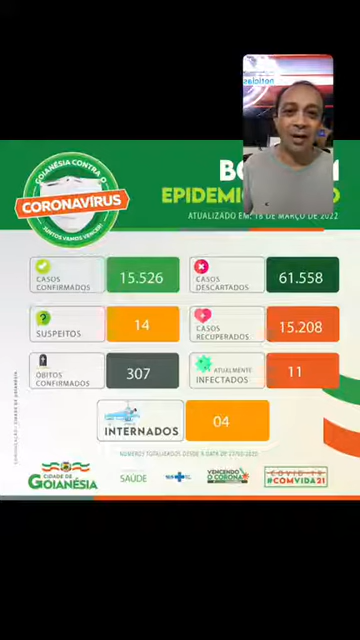 GOIANÉSIA CONTRA O
CORONAVÍRUS
JUNTOS VAMOS VENCER!
EPIDEM
ATUALIZADO EM: 18 DE MARÇO DE 2022
CASOS
CONFIRMADOS
15.526
CASOS
DESCARTADOS
61.558
SUSPEITOS
14
CASOS
RECUPERADOS
15.208
ÓBITOS
CONFIRMADOS
307
ATUALMENTE
INFECTADOS
11
INTERNADOS
04
CIDADE DE
GOIANÉSIA
SAÚDE
SUS
VENCENDO
O CORONA
COVID-19
#COMVIDA21